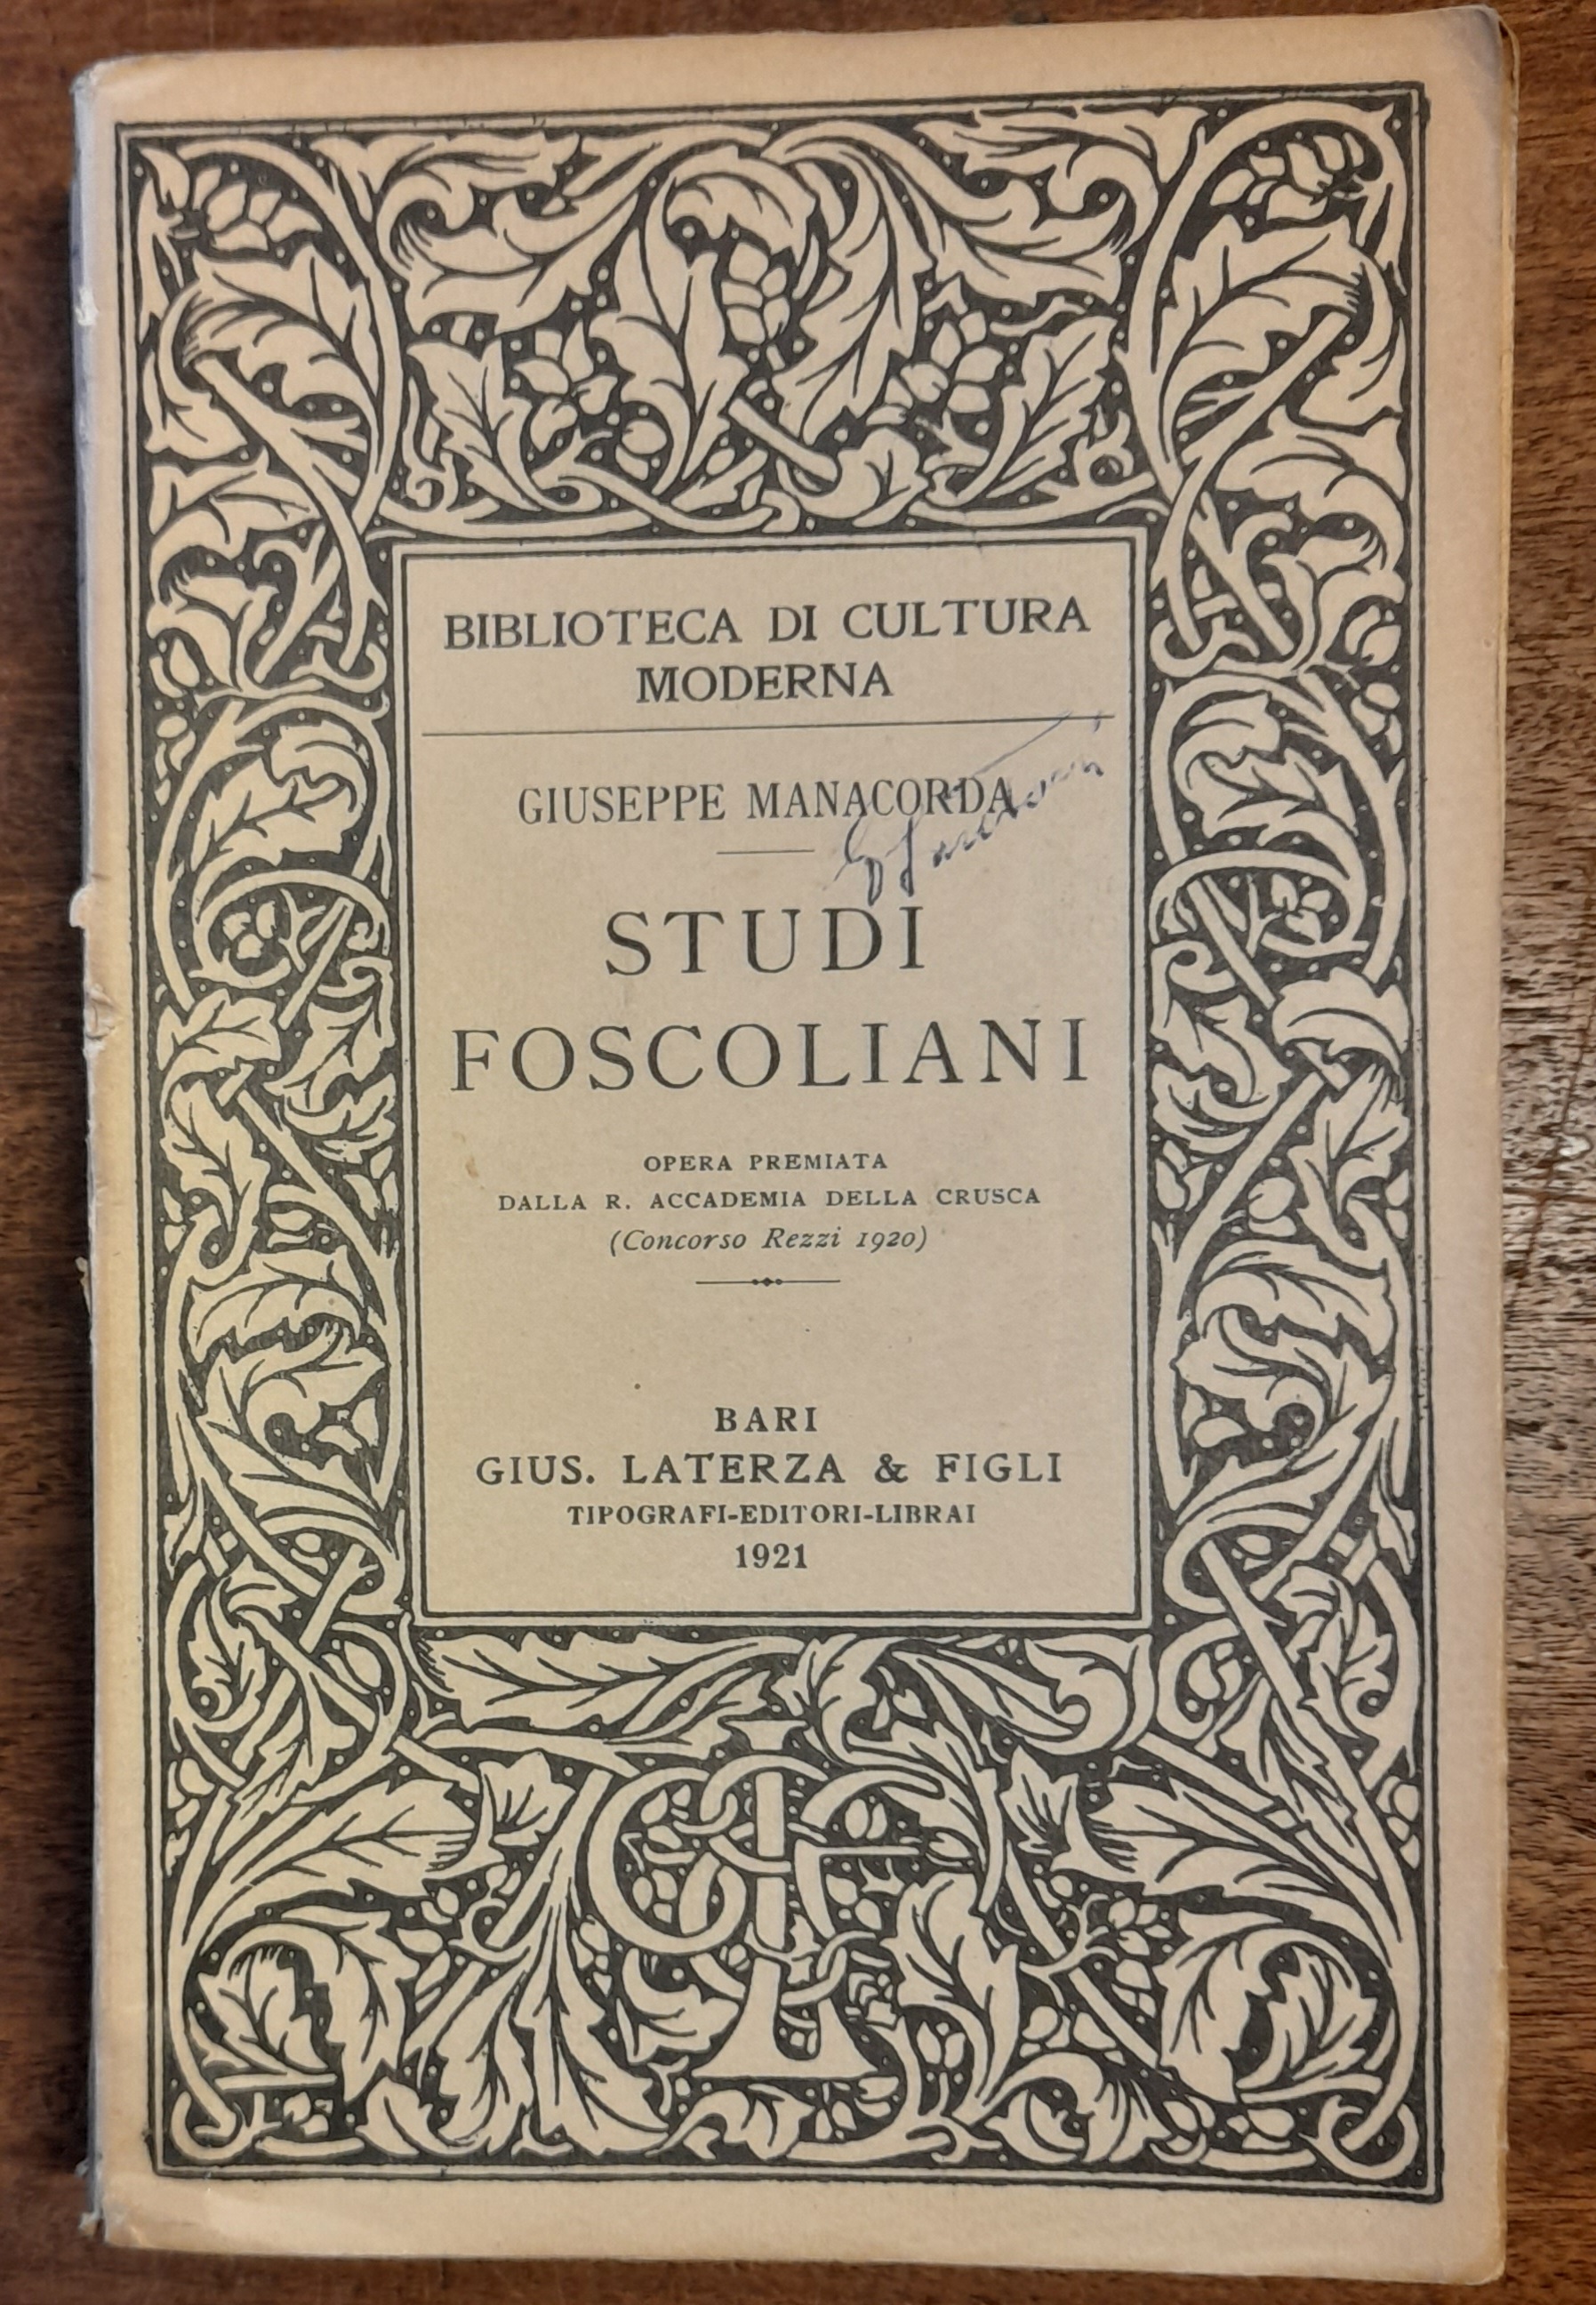 BIBLIOTECA DI CULTURA
MODERNA
GIUSEPPE MANACORDA
STUDI
FOSCOLIANI
OPERA PREMIATA
DALLA R. ACCADEMIA DELLA CRUSCA
(Concorso Rezzi 1920)
BARI
GIUS. LATERZA & FIGLI
TIPOGRAFI-EDITORI-LIBRAI
1921